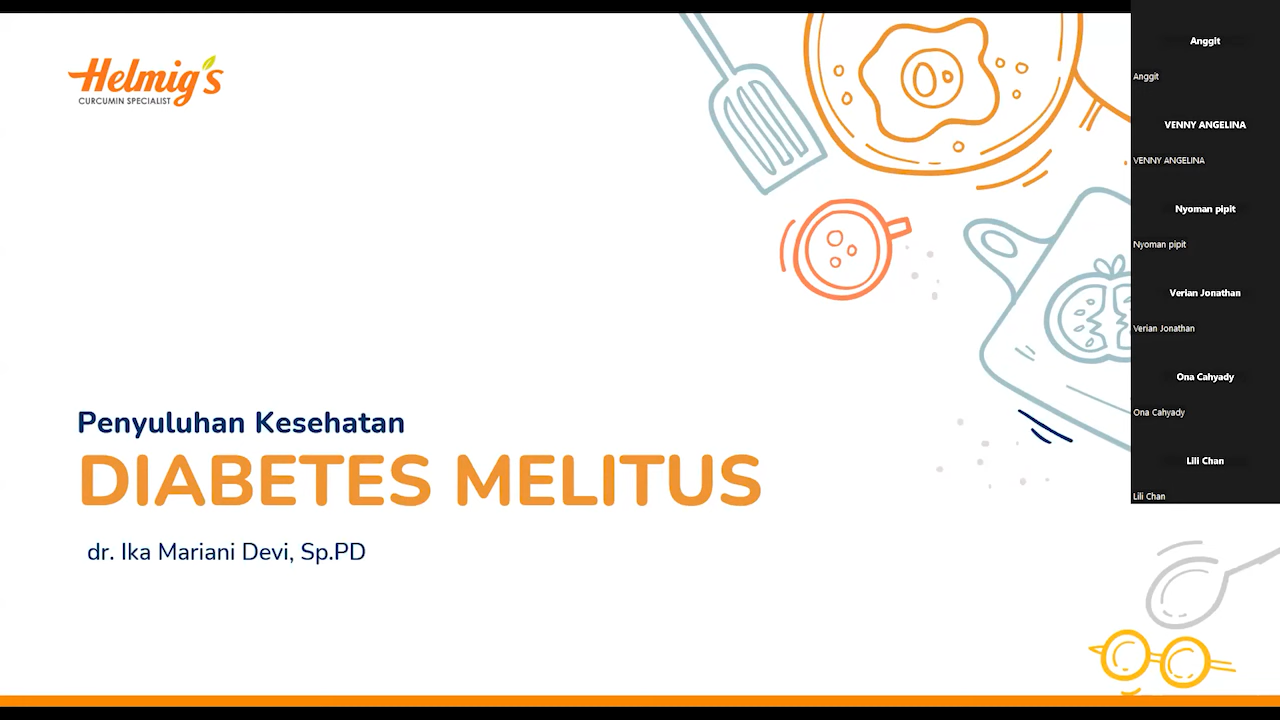 Helmig's
CURCUMIN SPECIALIST
Penyuluhan Kesehatan
DIABETES MELITUS
dr. Ika Mariani Devi, Sp.PD
Anggit
Anggit
VENNY ANGELINA
VENNY ANGELINA
Nyoman pipit
Nyoman pipit
Verian Jonathan
Verian Jonathan
Ona Cahyady
Ona Cahyady
Lili Chan
Lili Chan